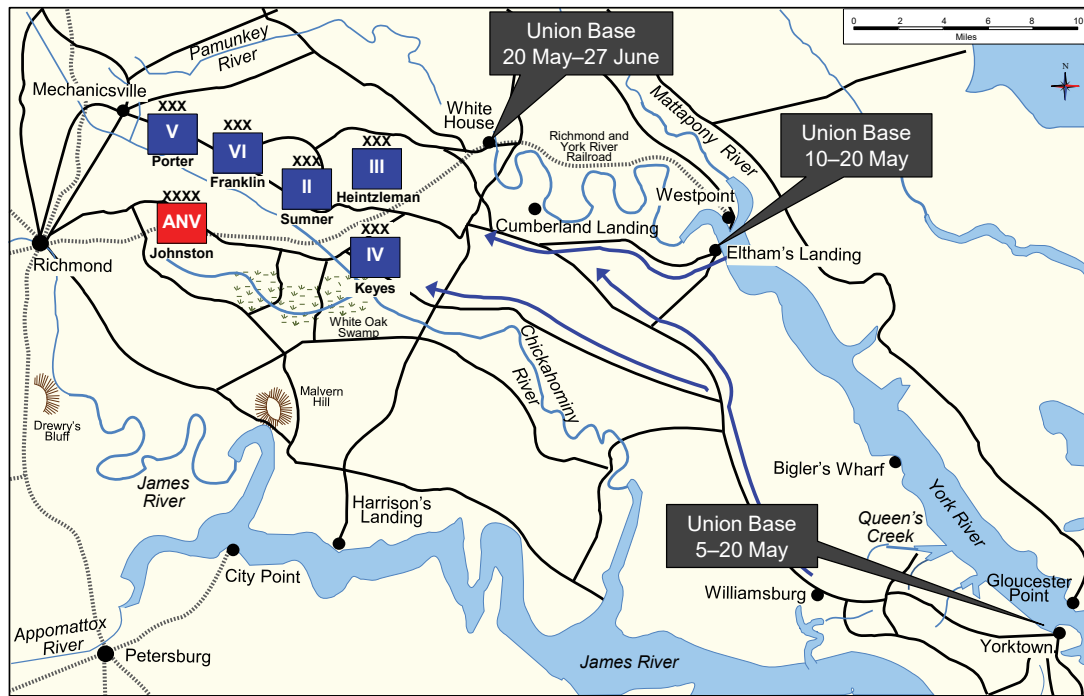 0 2 4 6 8 10
Miles
N
Pamunkey
River
Mechanicsville
Union Base
20 May–27 June
White
House
Mattapony River
Richmond and
York River
Railroad
Union Base
10–20 May
XXX
V
Porter
XXX
VI
Franklin
XXX
II
Sumner
XXX
III
Heintzleman
Westpoint
Cumberland Landing
Eltham's Landing
XXXX
ANV
Johnston
XXX
IV
Keyes
Richmond
White Oak
Swamp
Chickahominy
River
Malvern
Hill
Drewry's
Bluff
James
River
Harrison's
Landing
City Point
Appomattox
River
Petersburg
Bigler's Wharf
York River
Queen's
Creek
Union Base
5–20 May
Gloucester
Point
Williamsburg
Yorktown
James River